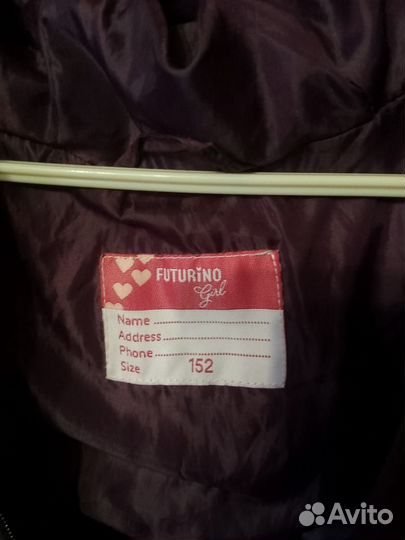 FUTURiNO
Girl
Name
Address
Phone
Size 152
Avito